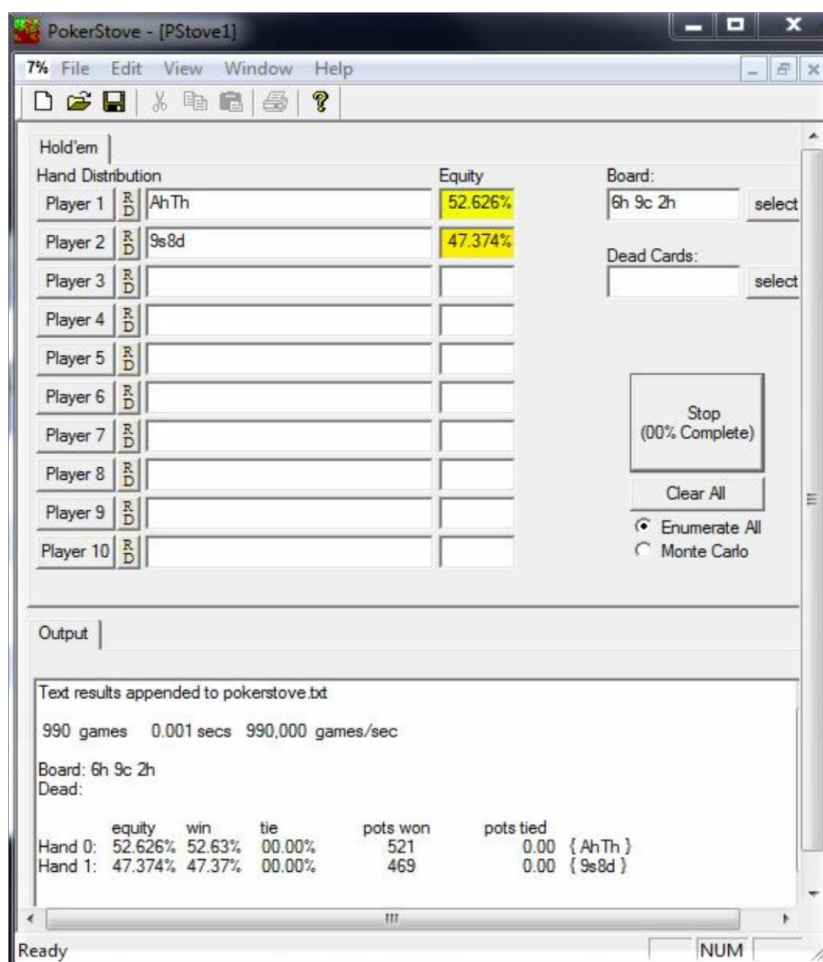 PokerStove - [PStove1]
7% File Edit View Window Help
Hold'em
Hand Distribution Equity Board:
Player 1 R D AhTh 52.626% 6h 9c 2h select
Player 2 R D 9s8d 47.374%
Dead Cards:
Player 3 R D select
Player 4 R D
Player 5 R D
Player 6 R D
Player 7 R D
Player 8 R D
Player 9 R D
Player 10 R D
Stop
(00% Complete)
Clear All
Enumerate All
Monte Carlo
Output
Text results appended to pokerstove.txt
990 games 0.001 secs 990,000 games/sec
Board: 6h 9c 2h
Dead:
equity win tie pots won pots tied
Hand 0: 52.626% 52.63% 00.00% 521 0.00 { AhTh }
Hand 1: 47.374% 47.37% 00.00% 469 0.00 { 9s8d }
Ready NUM